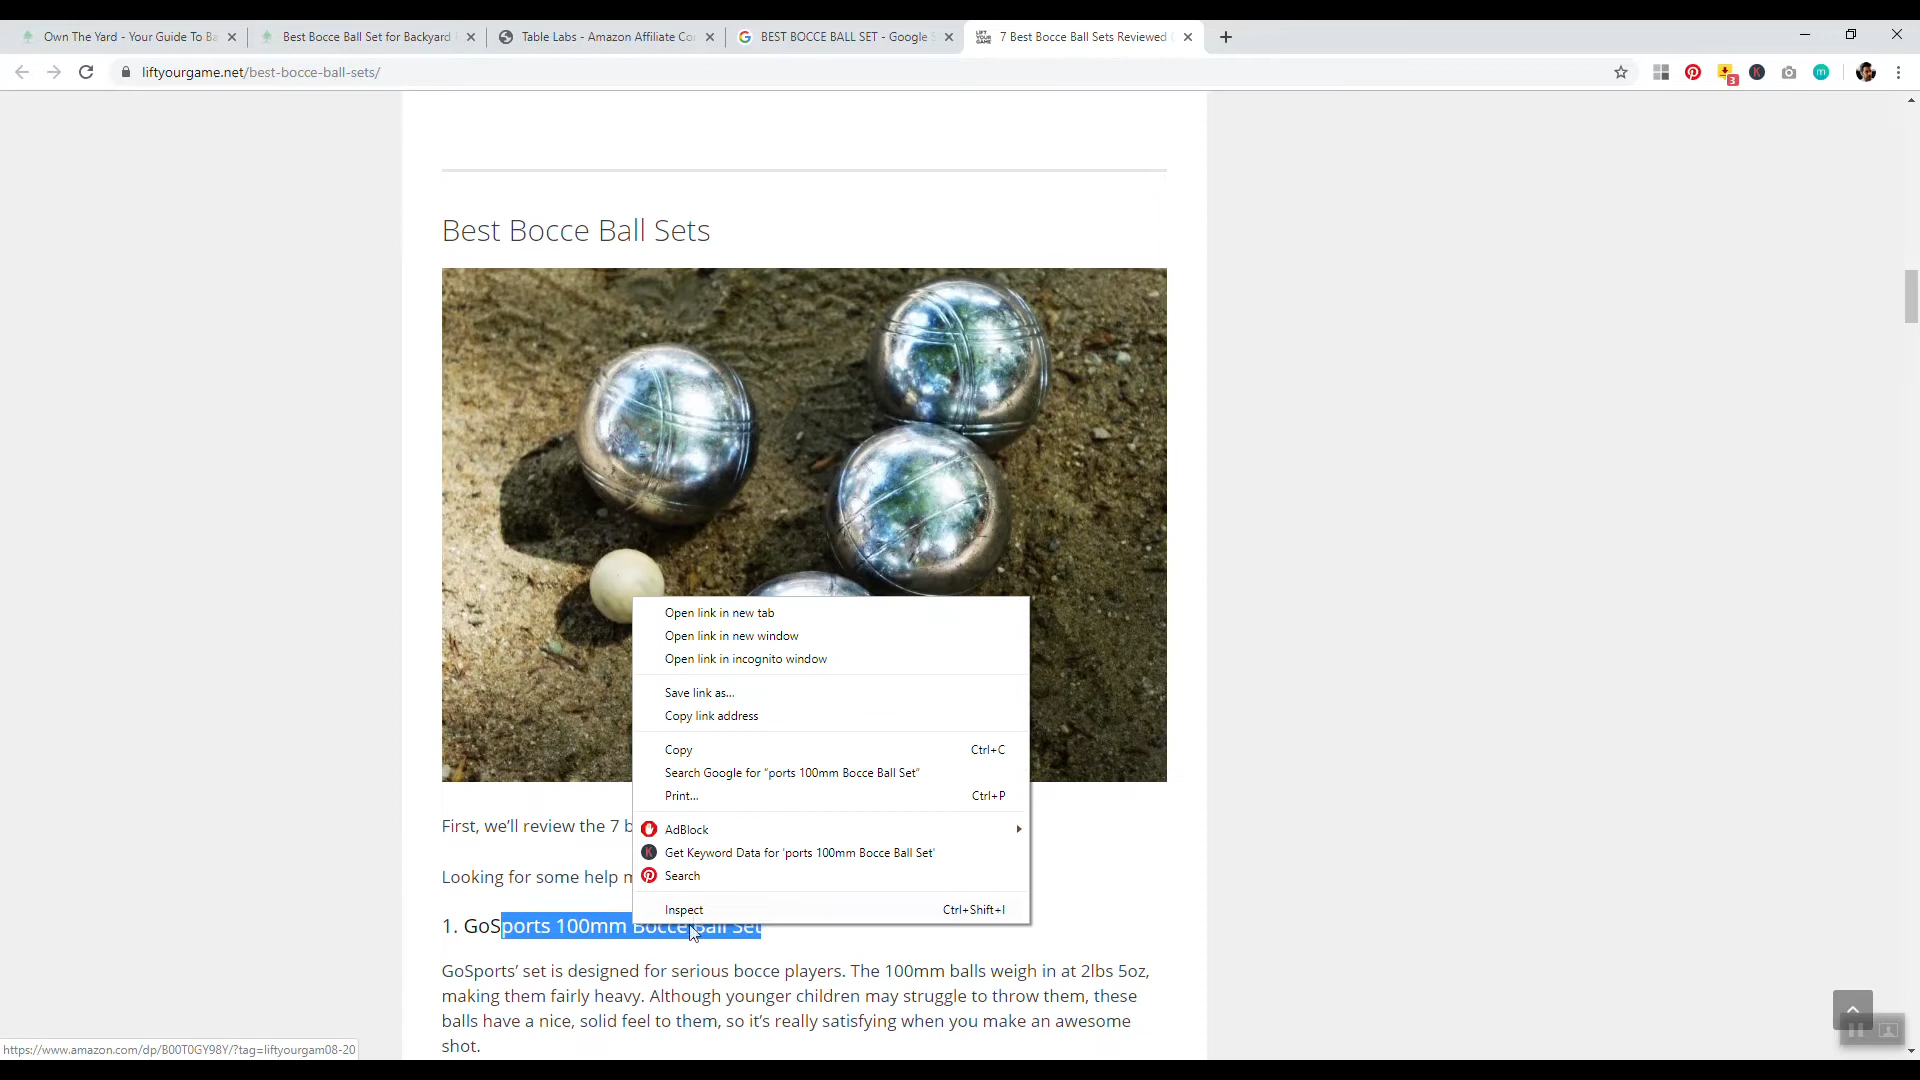 Own The Yard - Your Guide To Ba
Best Bocce Ball Set for Backyard
Table Labs - Amazon Affiliate Co
BEST BOCCE BALL SET - Google S
LIFT YOUR GAME
7 Best Bocce Ball Sets Reviewed
liftyourgame.net/best-bocce-ball-sets/
3
K
m
Best Bocce Ball Sets
Open link in new tab
Open link in new window
Open link in incognito window
Save link as...
Copy link address
Copy Ctrl+C
Search Google for “ports 100mm Bocce Ball Set”
Print... Ctrl+P
First, we’ll review the 7 b
AdBlock
K Get Keyword Data for 'ports 100mm Bocce Ball Set'
Looking for some help
Search
Inspect Ctrl+Shift+I
1. GoSports 100mm Bocce Ball Set
GoSports’ set is designed for serious bocce players. The 100mm balls weigh in at 2lbs 5oz,
making them fairly heavy. Although younger children may struggle to throw them, these
balls have a nice, solid feel to them, so it’s really satisfying when you make an awesome
shot.
https://www.amazon.com/dp/B00T0GY98Y/?tag=liftyourgam08-20